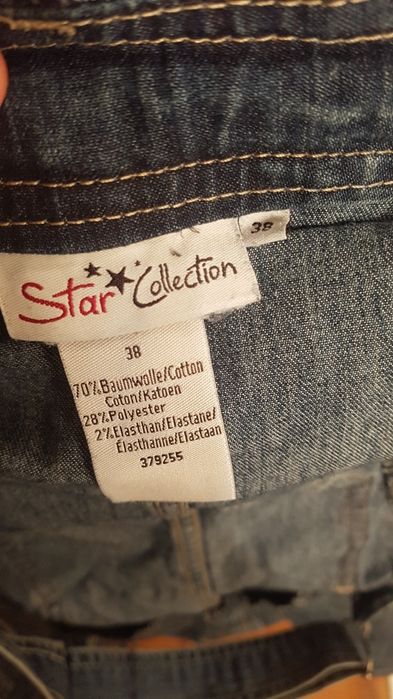 38
Star Collection
38
70%Baumwolle/Cotton
Coton/Katoen
28%Polyester
2%Elasthan/Elastane/
Élasthanne/Elastaan
379255